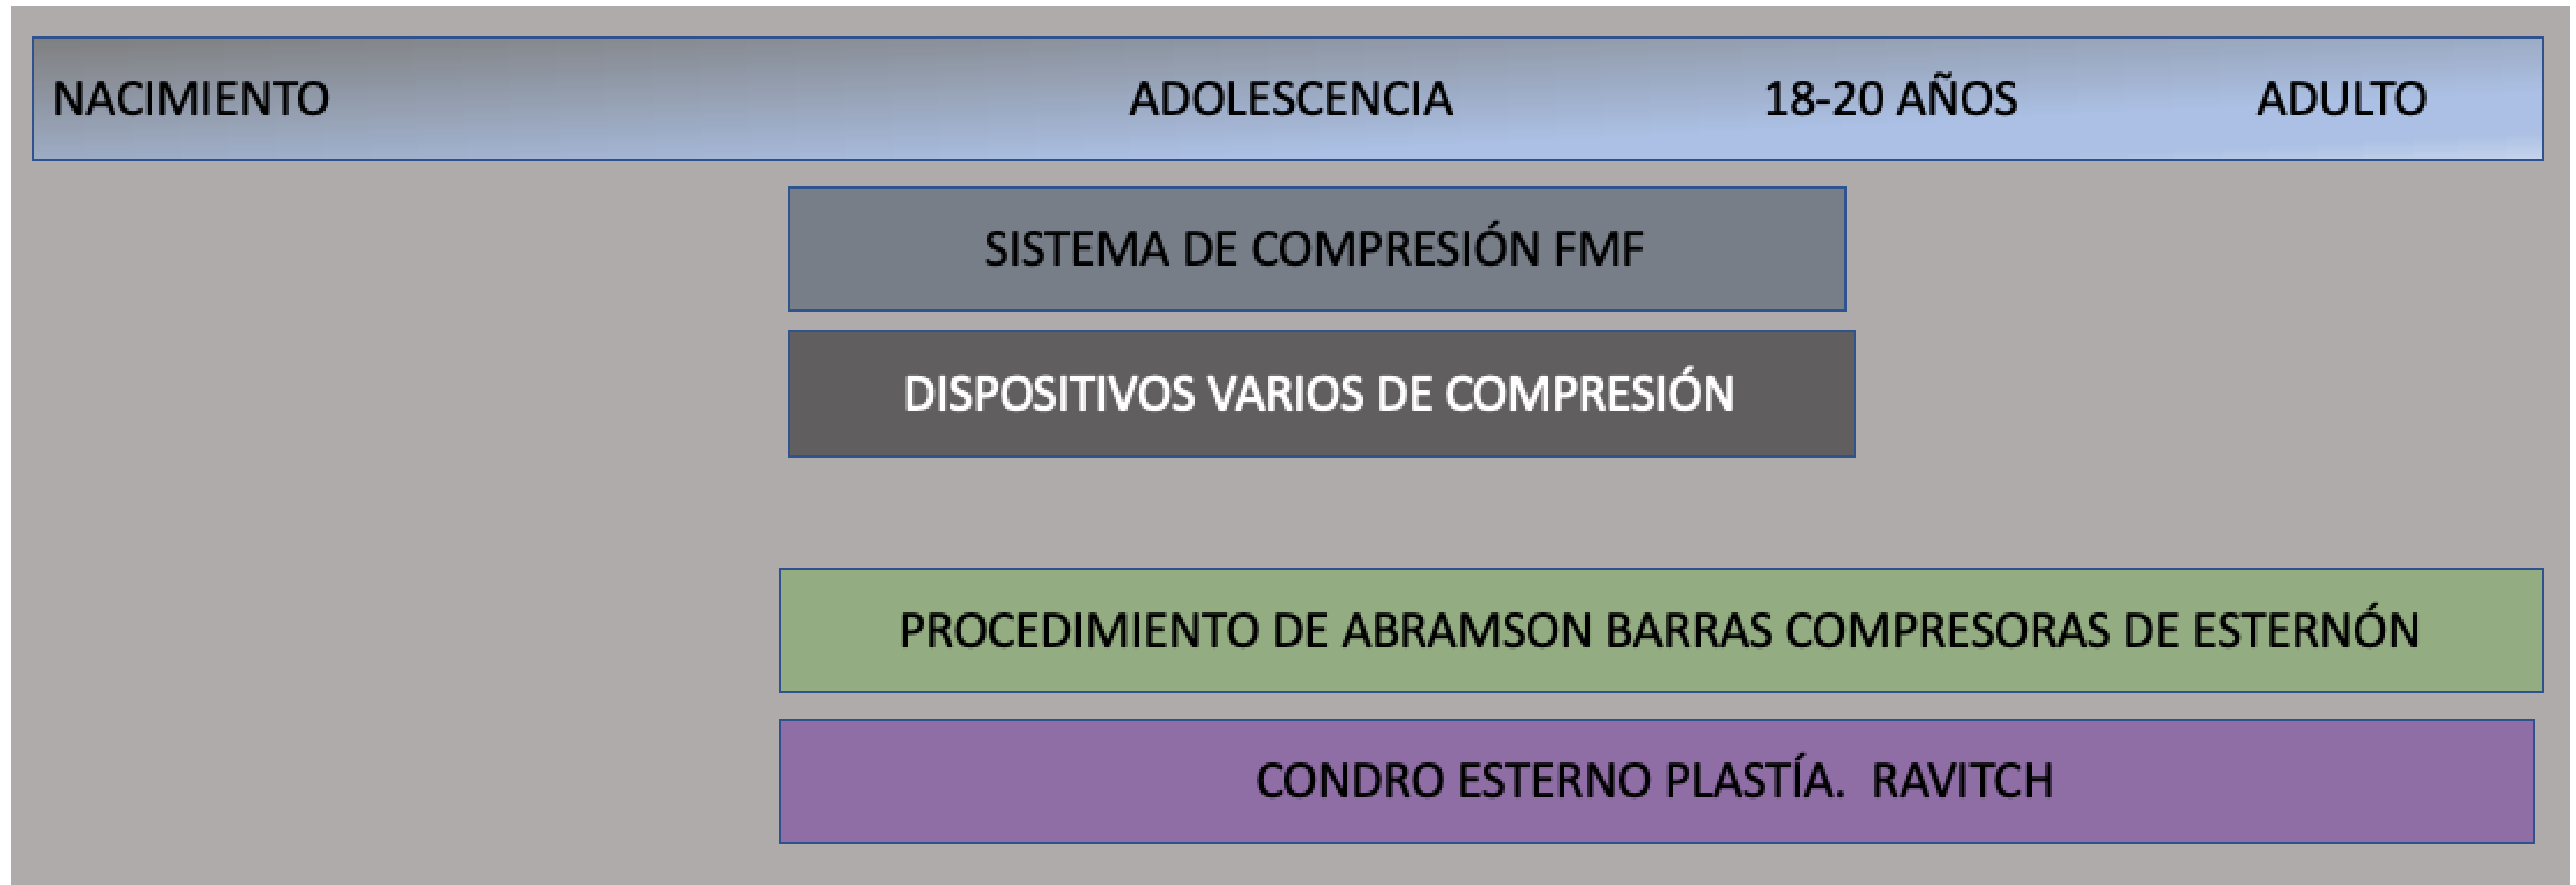 NACIMIENTO ADOLESCENCIA 18-20 AÑOS ADULTO
SISTEMA DE COMPRESIÓN FMF
DISPOSITIVOS VARIOS DE COMPRESIÓN
PROCEDIMIENTO DE ABRAMSON BARRAS COMPRESORAS DE ESTERNÓN
CONDRO ESTERNO PLASTÍA. RAVITCH